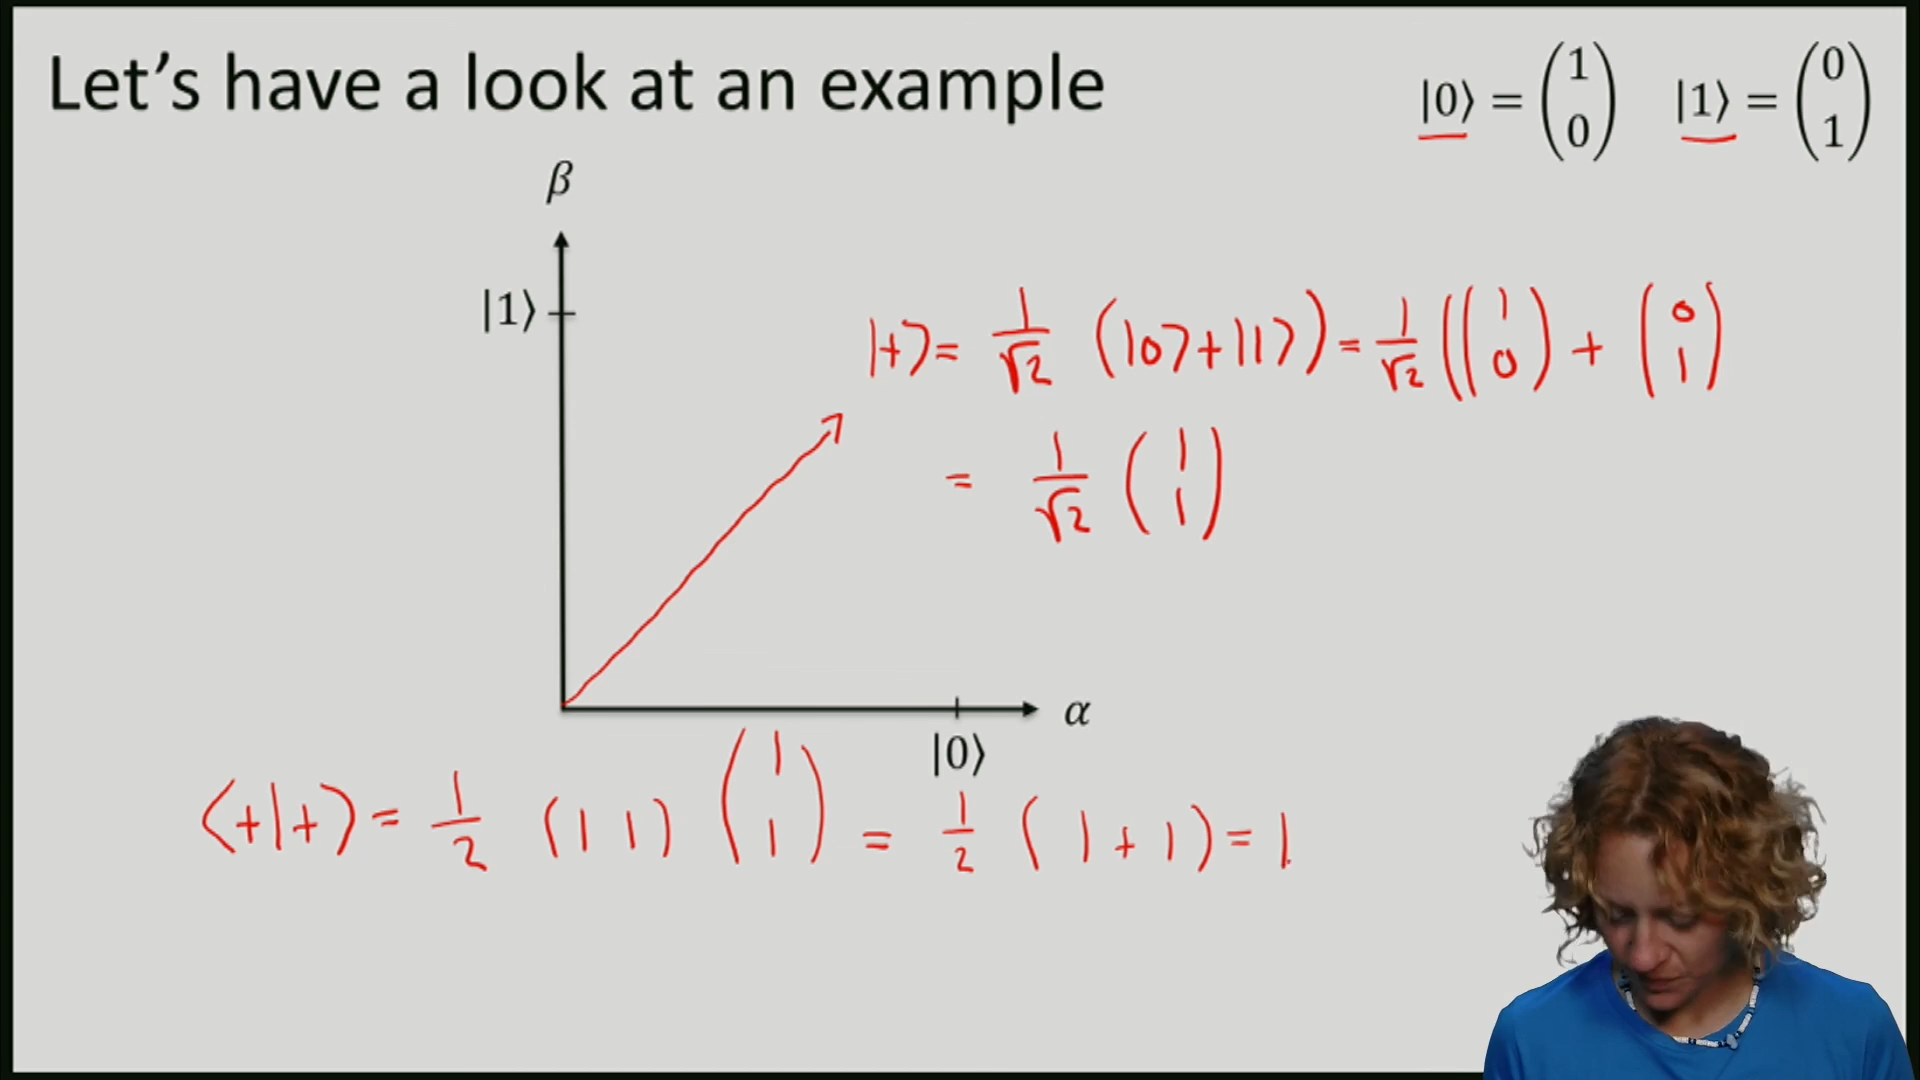 Let's have a look at an example
|0⟩ = (1 0) |1⟩ = (0 1)
β
|1⟩
|+⟩ = 1/√2 (|0⟩+|1⟩) = 1/√2 ((1 0) + (0 1)
= 1/√2 (1 1)
α
|0⟩
⟨+|+⟩ = 1/2 (1 1) (1 1) = 1/2 (1+1) = 1.